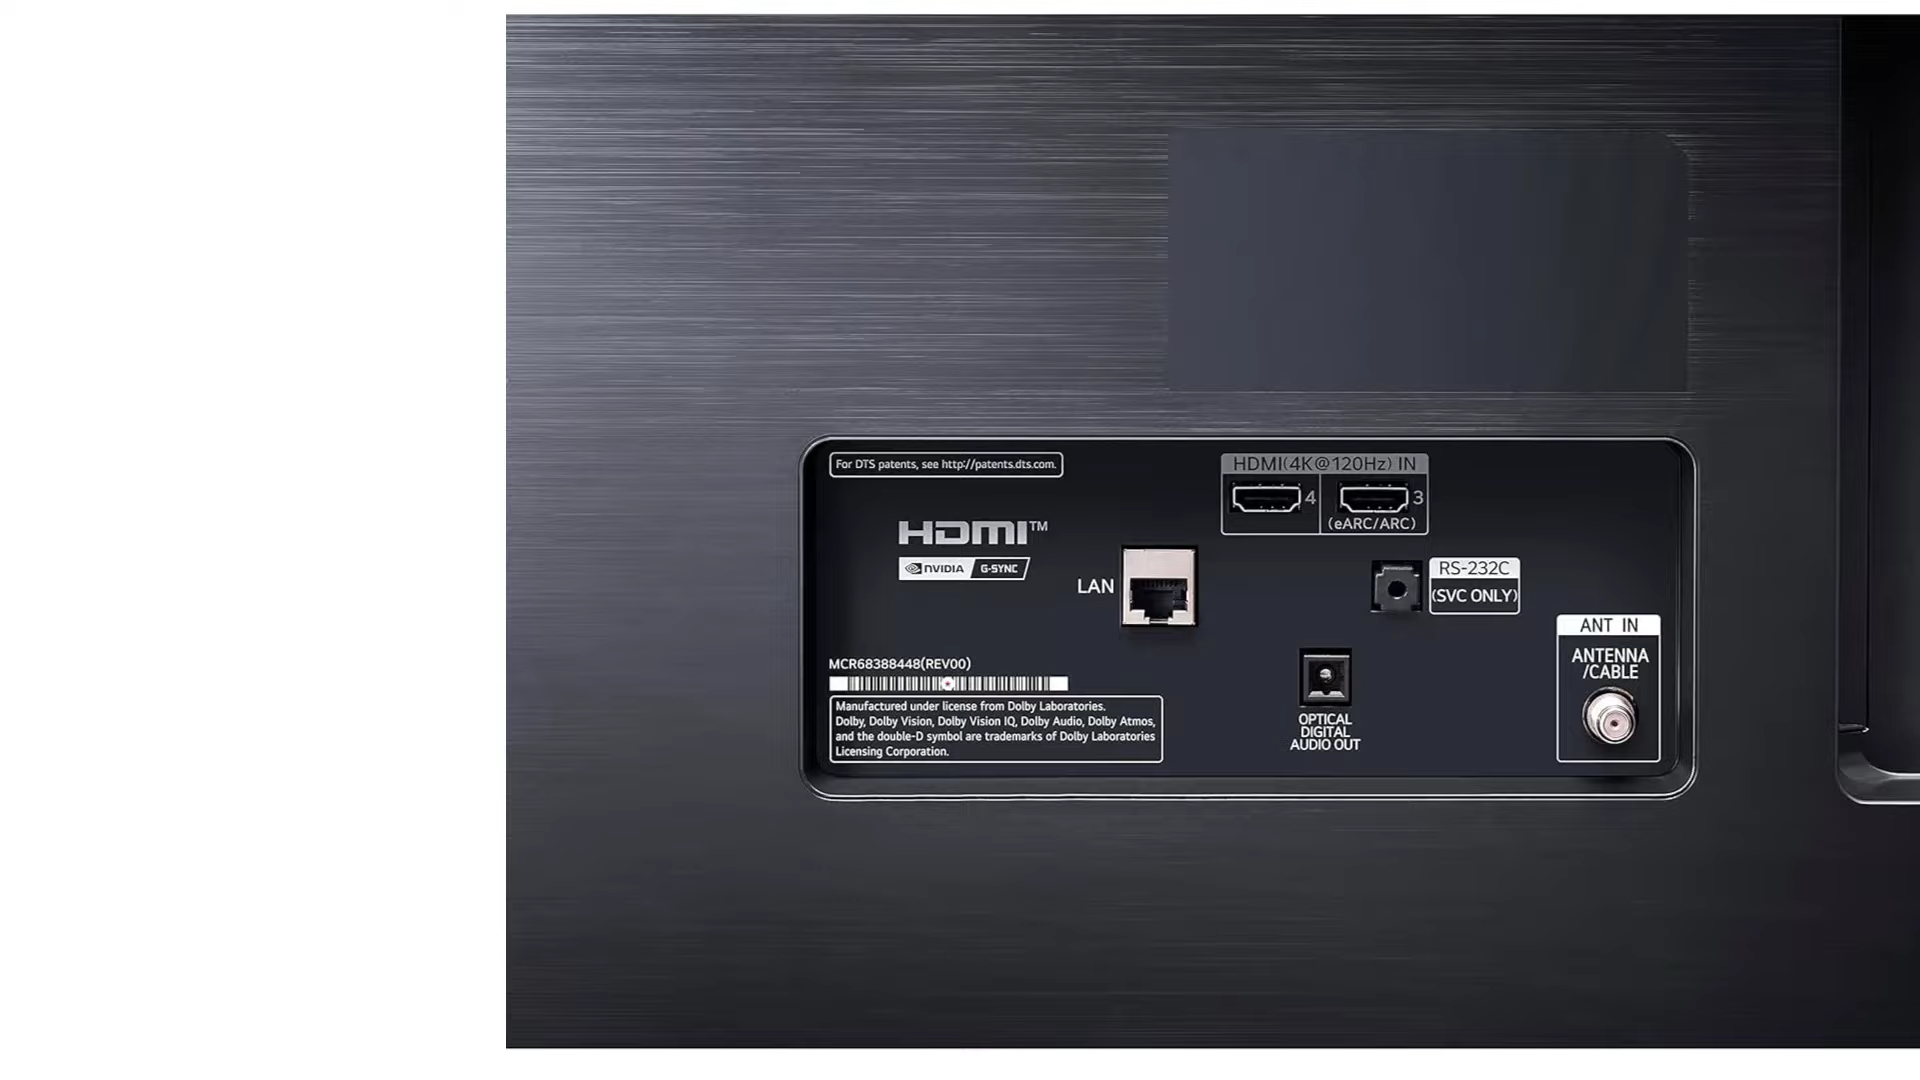 For DTS patents, see http://patents.dts.com.
HDMI(4K@120Hz) IN
4
3
(eARC/ARC)
HDMI™
NVIDIA G-SYNC
LAN
RS-232C
(SVC ONLY)
ANT IN
ANTENNA
/CABLE
MCR68388448(REV00)
Manufactured under license from Dolby Laboratories.
Dolby, Dolby Vision, Dolby Vision IQ, Dolby Audio, Dolby Atmos,
and the double-D symbol are trademarks of Dolby Laboratories
Licensing Corporation.
OPTICAL
DIGITAL
AUDIO OUT